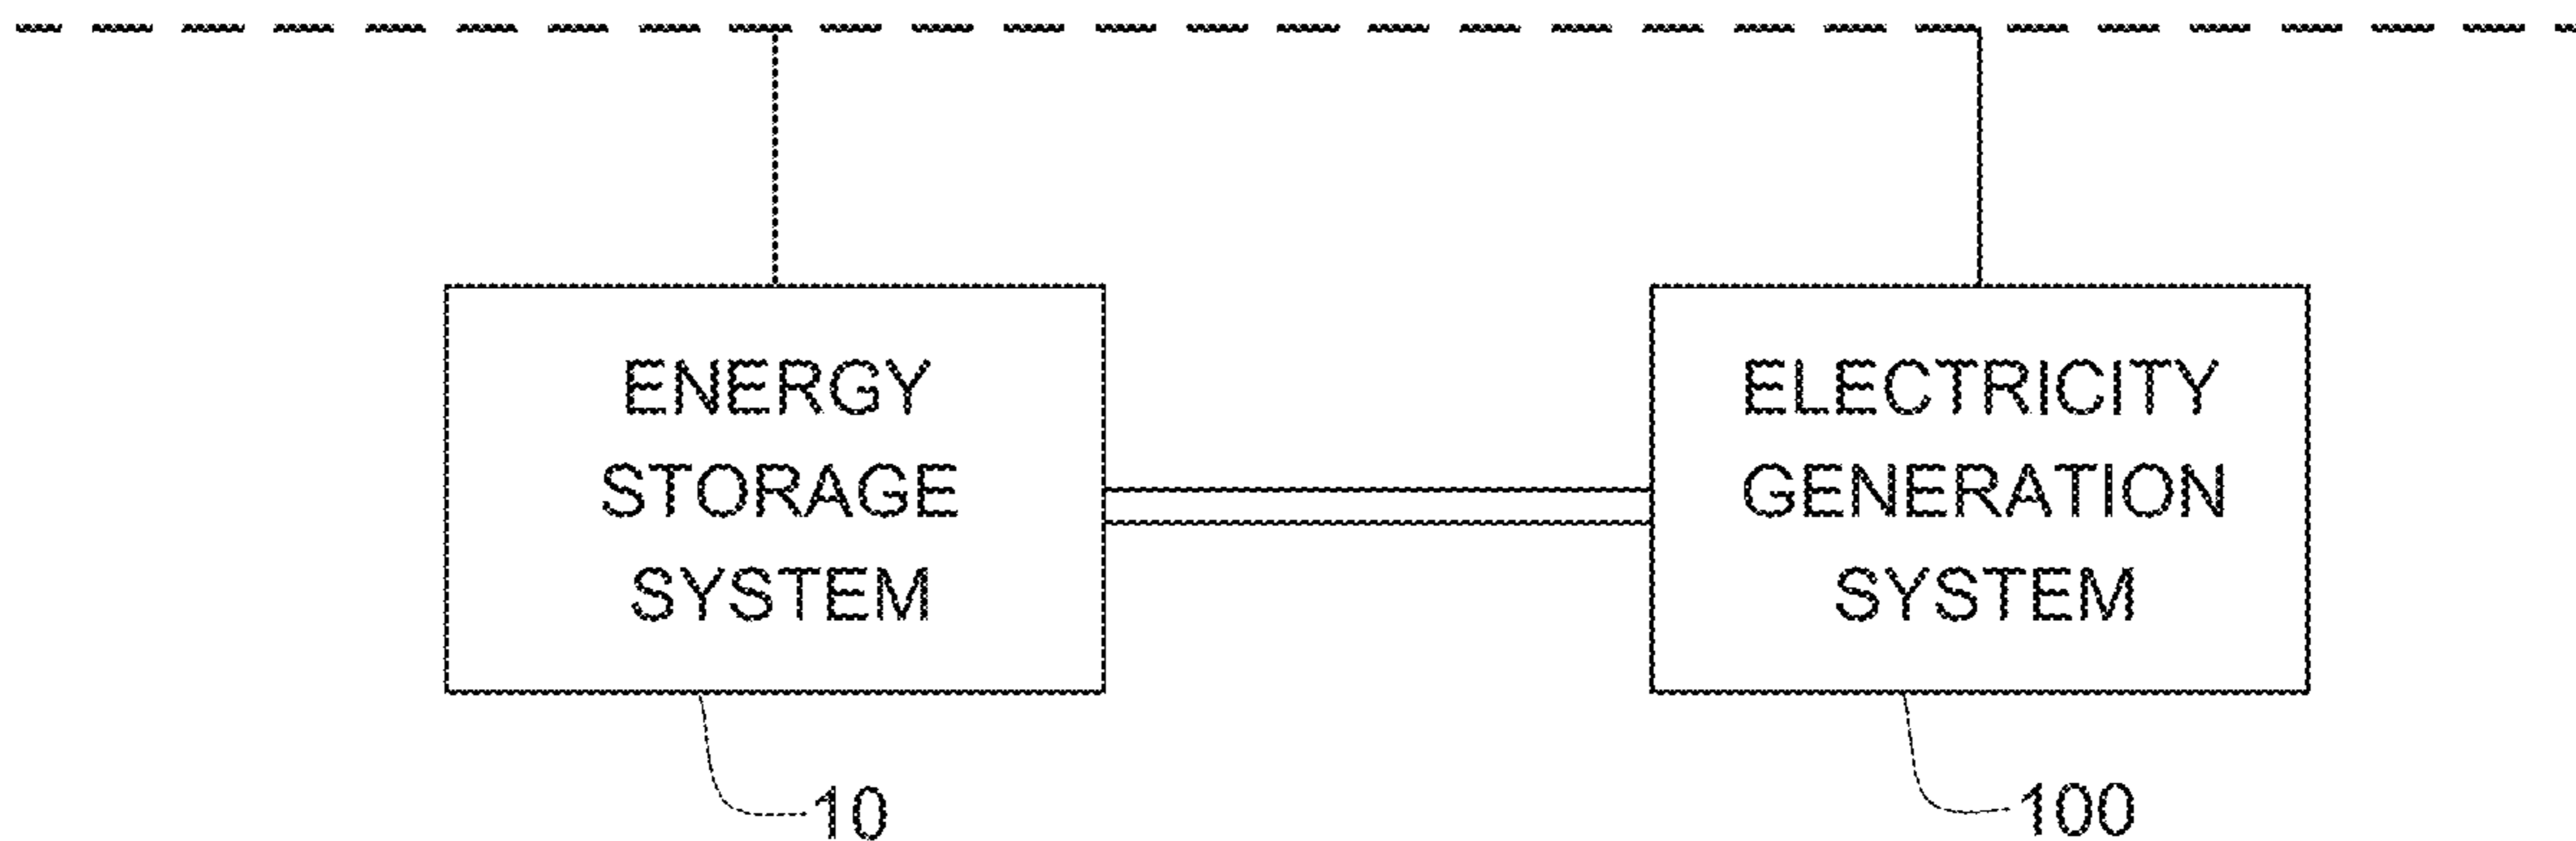 ENERGY
STORAGE
SYSTEM
ELECTRICITY
GENERATION
SYSTEM
10
100